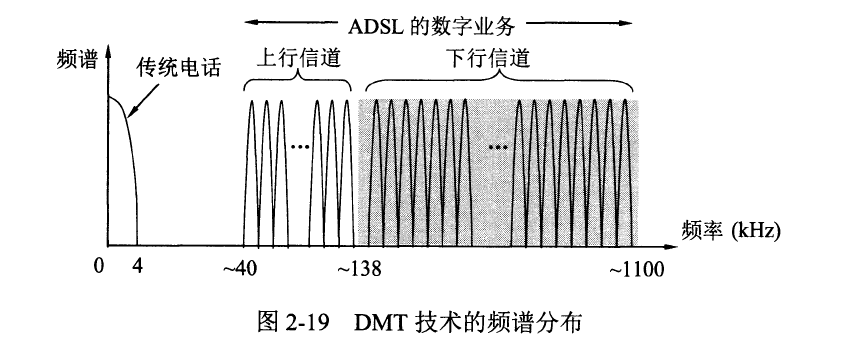 ADSL 的数字业务
频谱
传统电话
上行信道
下行信道
...
...
频率 (kHz)
0 4 ~40 ~138 ~1100
图 2-19 DMT 技术的频谱分布